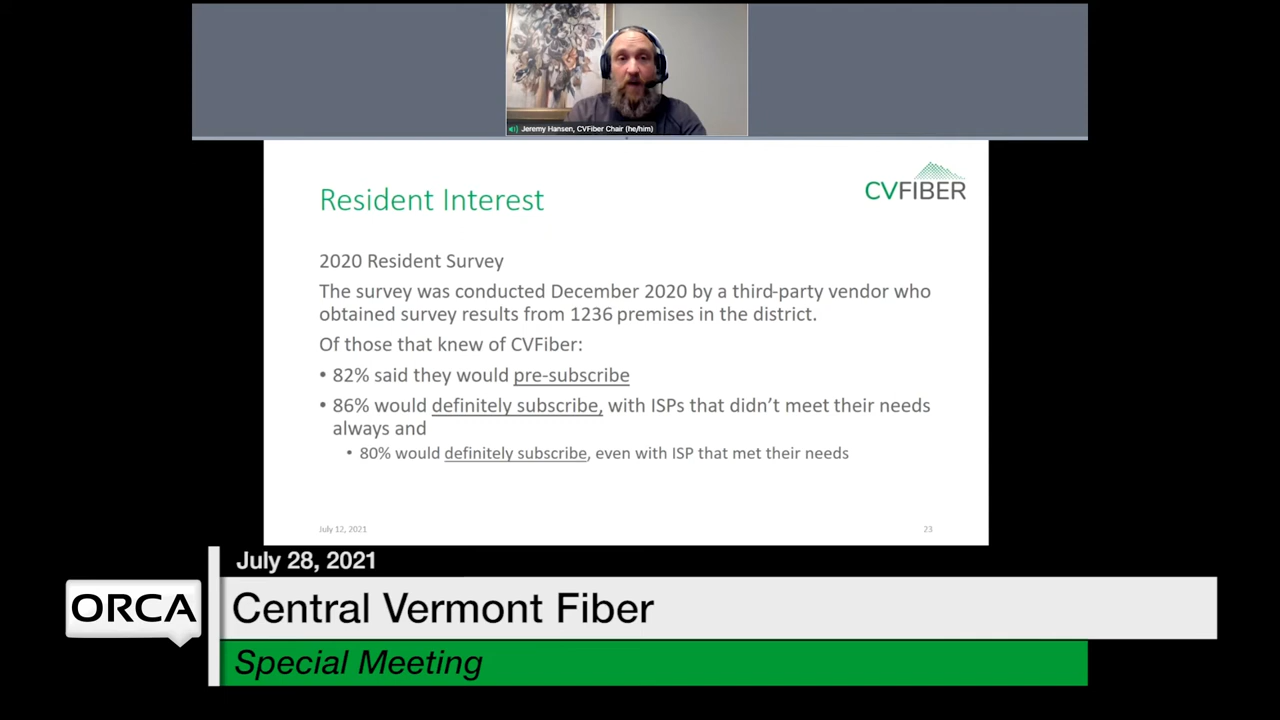 Jeremy Hansen, CVFiber Chair (he/him)
CVFIBER
Resident Interest
2020 Resident Survey
The survey was conducted December 2020 by a third-party vendor who
obtained survey results from 1236 premises in the district.
Of those that knew of CVFiber:
• 82% said they would pre-subscribe
• 86% would definitely subscribe, with ISPs that didn't meet their needs
always and
• 80% would definitely subscribe, even with ISP that met their needs
July 12, 2021
23
July 28, 2021
ORCA
Central Vermont Fiber
Special Meeting